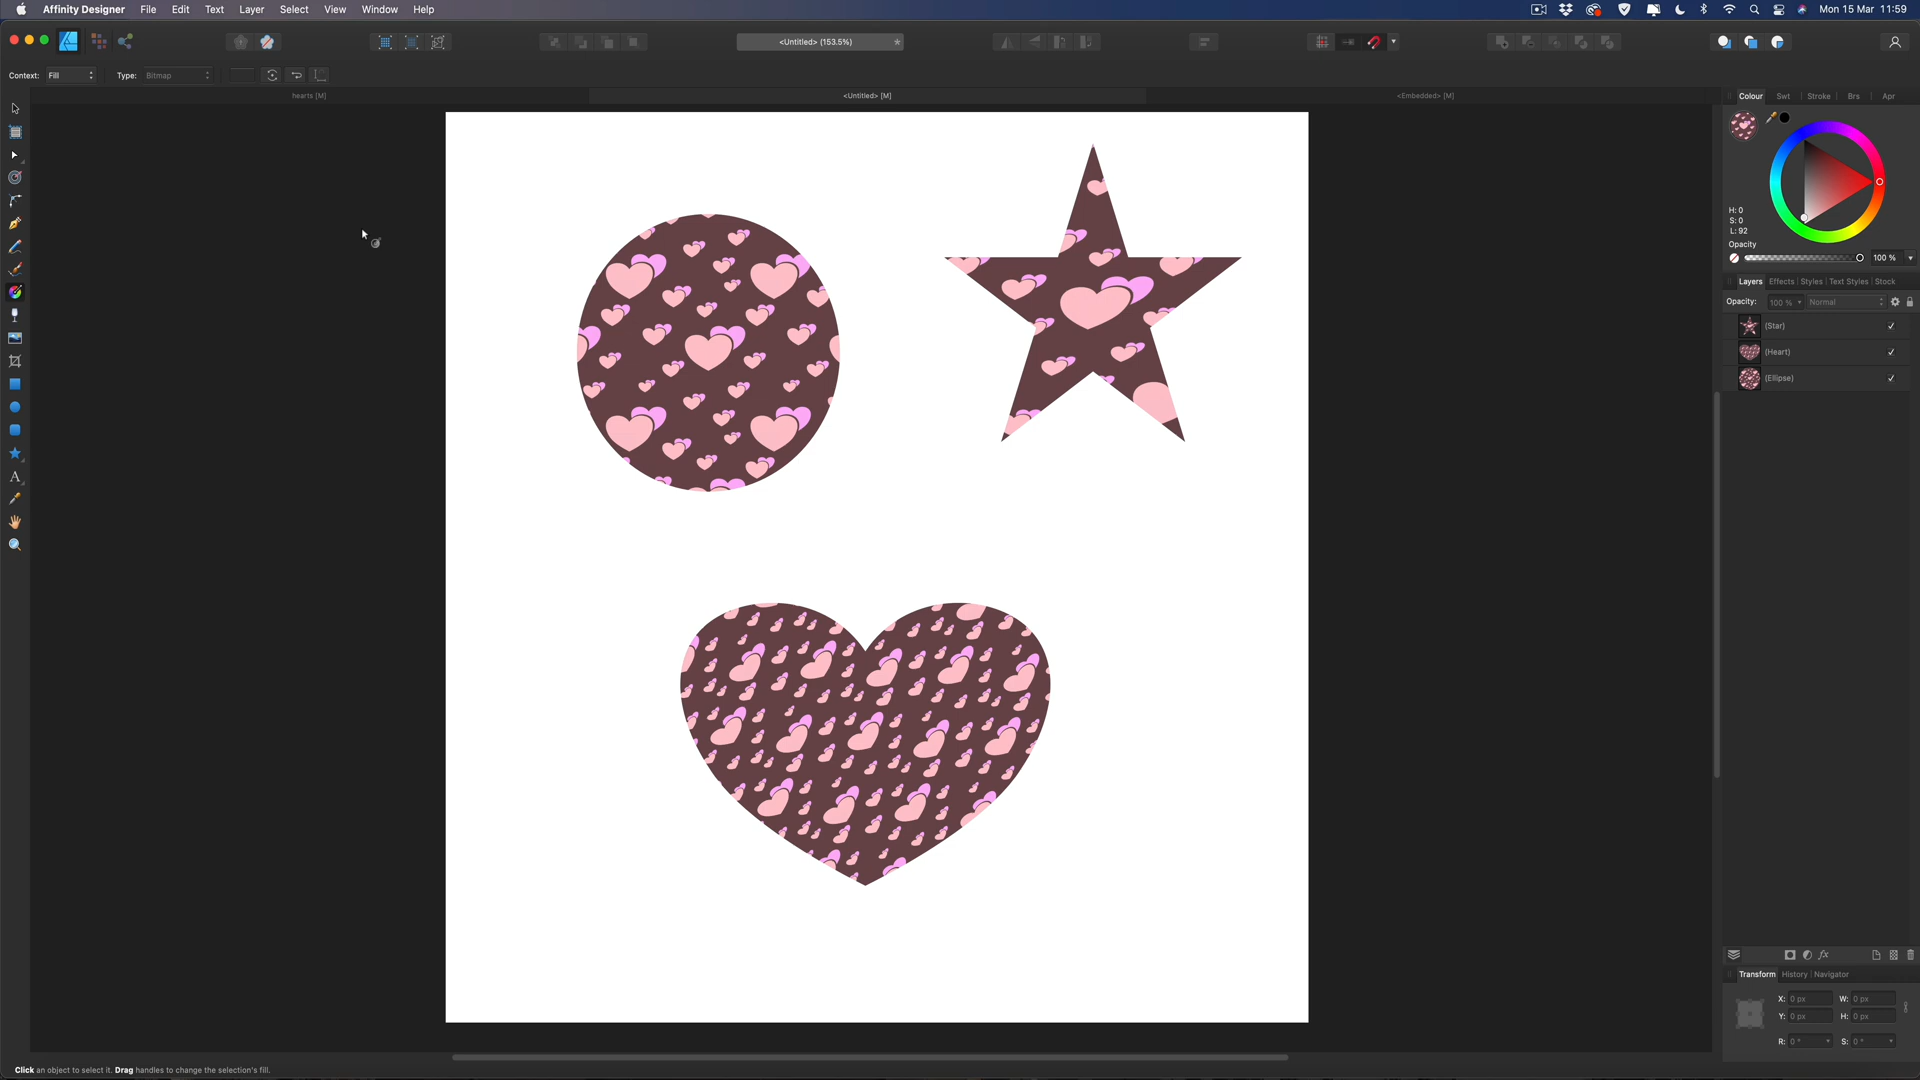 Affinity Designer File Edit Text Layer Select View Window Help Mon 15 Mar 11:59
<Untitled> (153.5%)
Context: Fill Type: Bitmap
hearts [M] <Untitled> [M] <Embedded> [M]
Colour Swt Stroke Brs Apr
H: 0
S: 0
L: 92
Opacity
100 %
Layers Effects Styles Text Styles Stock
Opacity: 100 % Normal
(Star)
(Heart)
(Ellipse)
A
fx
Transform History Navigator
X: 0 px W: 0 px
Y: 0 px H: 0 px
R: 0 ° S: 0 °
Click an object to select it. Drag handles to change the selection's fill.